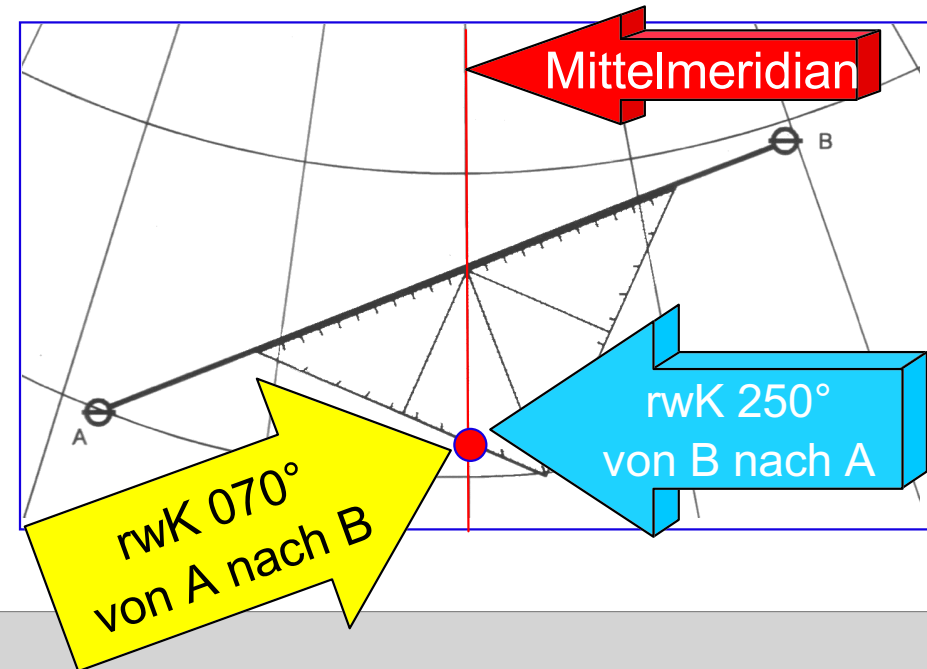 Mittelmeridian
B
A
rwK 250°
von B nach A
rwK 070°
von A nach B